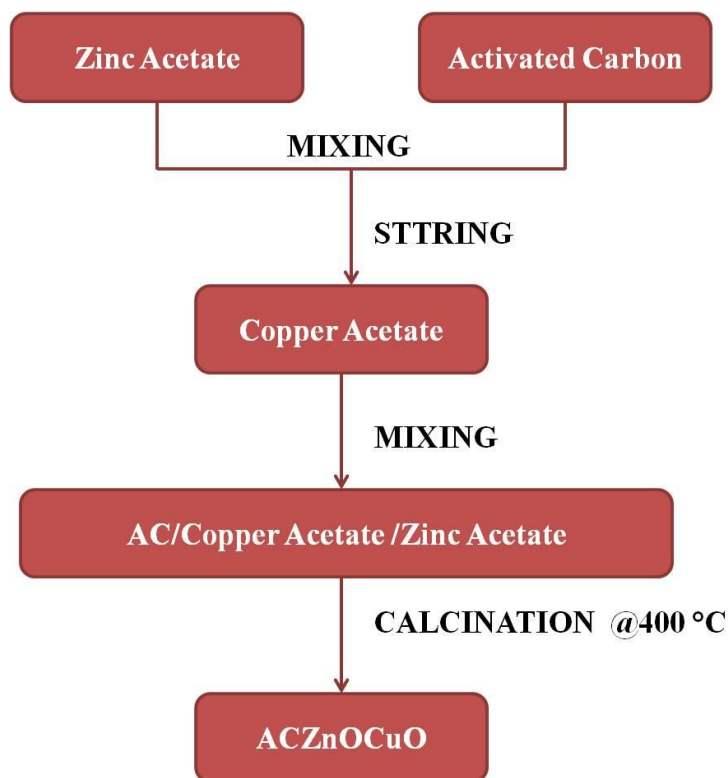 Zinc Acetate
Activated Carbon
MIXING
STTRING
Copper Acetate
MIXING
AC/Copper Acetate /Zinc Acetate
CALCINATION @400 °C
ACZnOCuO